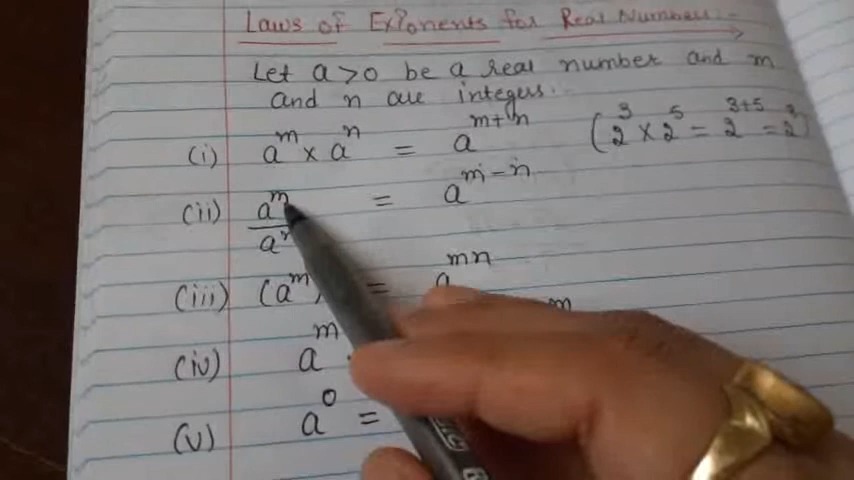 Laws of Exponents for Real Numbers:-
Let a > 0 be a real number and m
and n are integers.
(i) a^m × a^n = a^{m+n} (2^3 × 2^5 = 2^{3+5} = 2
(ii) a^m / a^n = a^{m-n}
(iii) (a^m) = a^{mn}
(iv) a^m m
(v) a^0 =